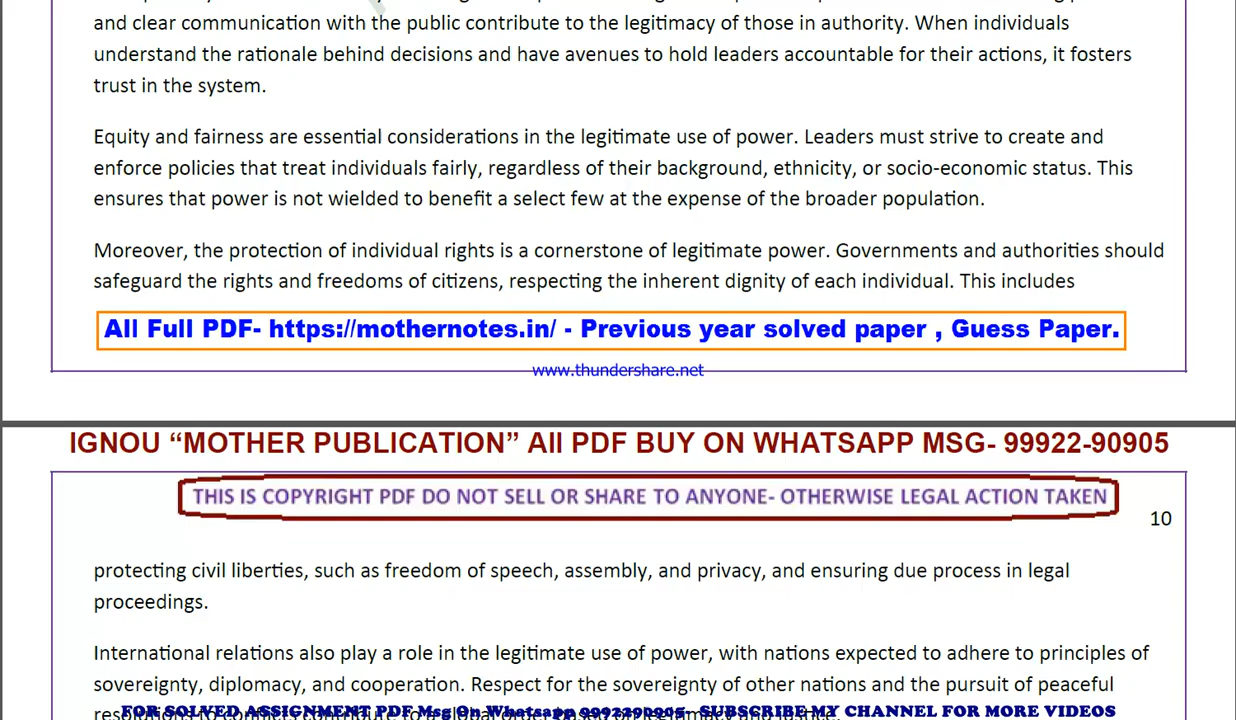 and clear communication with the public contribute to the legitimacy of those in authority. When individuals
understand the rationale behind decisions and have avenues to hold leaders accountable for their actions, it fosters
trust in the system.
Equity and fairness are essential considerations in the legitimate use of power. Leaders must strive to create and
enforce policies that treat individuals fairly, regardless of their background, ethnicity, or socio-economic status. This
ensures that power is not wielded to benefit a select few at the expense of the broader population.
Moreover, the protection of individual rights is a cornerstone of legitimate power. Governments and authorities should
safeguard the rights and freedoms of citizens, respecting the inherent dignity of each individual. This includes
All Full PDF- https://mothernotes.in/ - Previous year solved paper , Guess Paper.
www.thundershare.net
IGNOU “MOTHER PUBLICATION” All PDF BUY ON WHATSAPP MSG- 99922-90905
THIS IS COPYRIGHT PDF DO NOT SELL OR SHARE TO ANYONE- OTHERWISE LEGAL ACTION TAKEN
10
protecting civil liberties, such as freedom of speech, assembly, and privacy, and ensuring due process in legal
proceedings.
International relations also play a role in the legitimate use of power, with nations expected to adhere to principles of
sovereignty, diplomacy, and cooperation. Respect for the sovereignty of other nations and the pursuit of peaceful
FOR SOLVED ASSIGNMENT PDF Msg On Whatsapp 9992290905- SUBSCRIBE MY CHANNEL FOR MORE VIDEOS